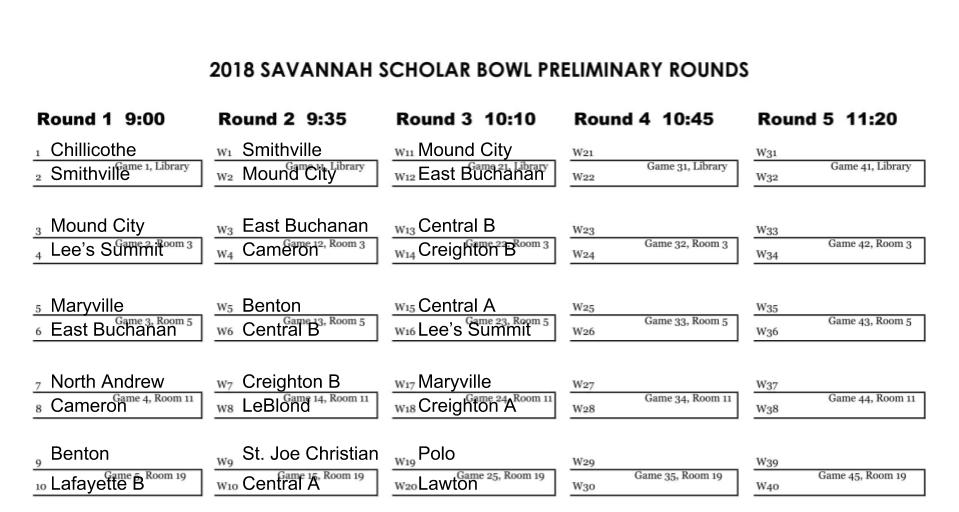 2018 SAVANNAH SCHOLAR BOWL PRELIMINARY ROUNDS
Round 1 9:00 Round 2 9:35 Round 3 10:10 Round 4 10:45 Round 5 11:20
1 Chillicothe W1 Smithville W11 Mound City W21 W31
Game 1, Library Game 11, Library Game 21, Library Game 31, Library Game 41, Library
2 Smithville W2 Mound City W12 East Buchanan W22 W32
3 Mound City W3 East Buchanan W13 Central B W23 W33
Game 2, Room 3 Game 12, Room 3 Game 22, Room 3 Game 32, Room 3 Game 42, Room 3
4 Lee's Summit W4 Cameron W14 Creighton B W24 W34
5 Maryville W5 Benton W15 Central A W25 W35
Game 3, Room 5 Game 13, Room 5 Game 23, Room 5 Game 33, Room 5 Game 43, Room 5
6 East Buchanan W6 Central B W16 Lee's Summit W26 W36
7 North Andrew W7 Creighton B W17 Maryville W27 W37
Game 4, Room 11 Game 14, Room 11 Game 24, Room 11 Game 34, Room 11 Game 44, Room 11
8 Cameron W8 LeBlond W18 Creighton A W28 W38
9 Benton W9 St. Joe Christian W19 Polo W29 W39
Game 5, Room 19 Game 15, Room 19 Game 25, Room 19 Game 35, Room 19 Game 45, Room 19
10 Lafayette B W10 Central A W20 Lawton W30 W40